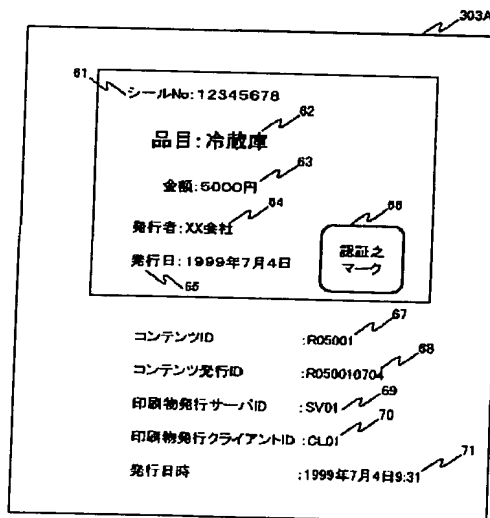 303A
61
シールNo:12345678
62
品目:冷蔵庫
63
金額:5000円
64
発行者:XX会社
66
発行日:1999年7月4日
65
認証之
マーク
67
コンテンツID :R05001
68
コンテンツ発行ID :R050010704
69
印刷物発行サーバID :SV01
70
印刷物発行クライアントID :CL01
71
発行日時 :1999年7月4日9:31